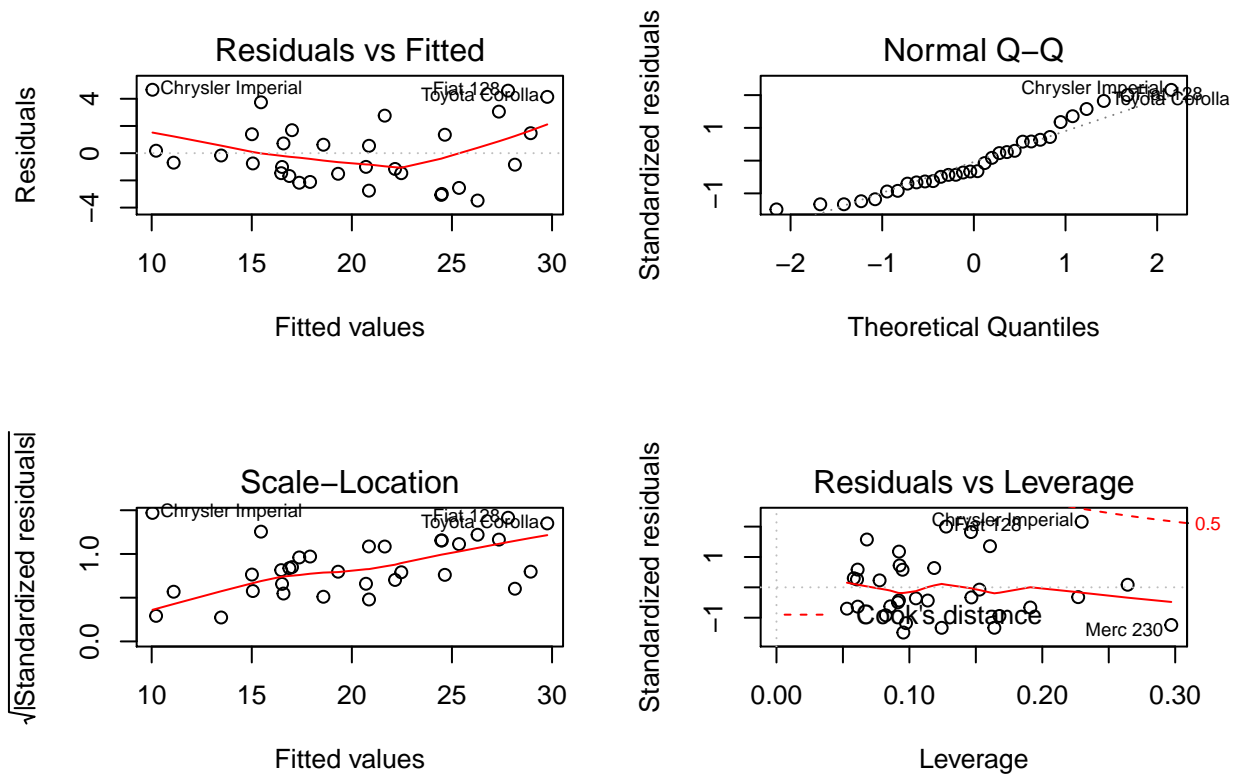 Residuals vs Fitted
Residuals
−4
0
4
Chrysler Imperial
Fiat 128
Toyota Corolla
10
15
20
25
30
Fitted values
Normal Q−Q
Standardized residuals
−1
1
Chrysler Imperial
Fiat 128
Toyota Corolla
−2
−1
0
1
2
Theoretical Quantiles
Scale−Location
√|Standardized residuals|
0.0
1.0
Chrysler Imperial
Fiat 128
Toyota Corolla
10
15
20
25
30
Fitted values
Residuals vs Leverage
Standardized residuals
−1
1
Chrysler Imperial
Fiat 128
0.5
Cook's distance
Merc 230
0.00
0.10
0.20
0.30
Leverage